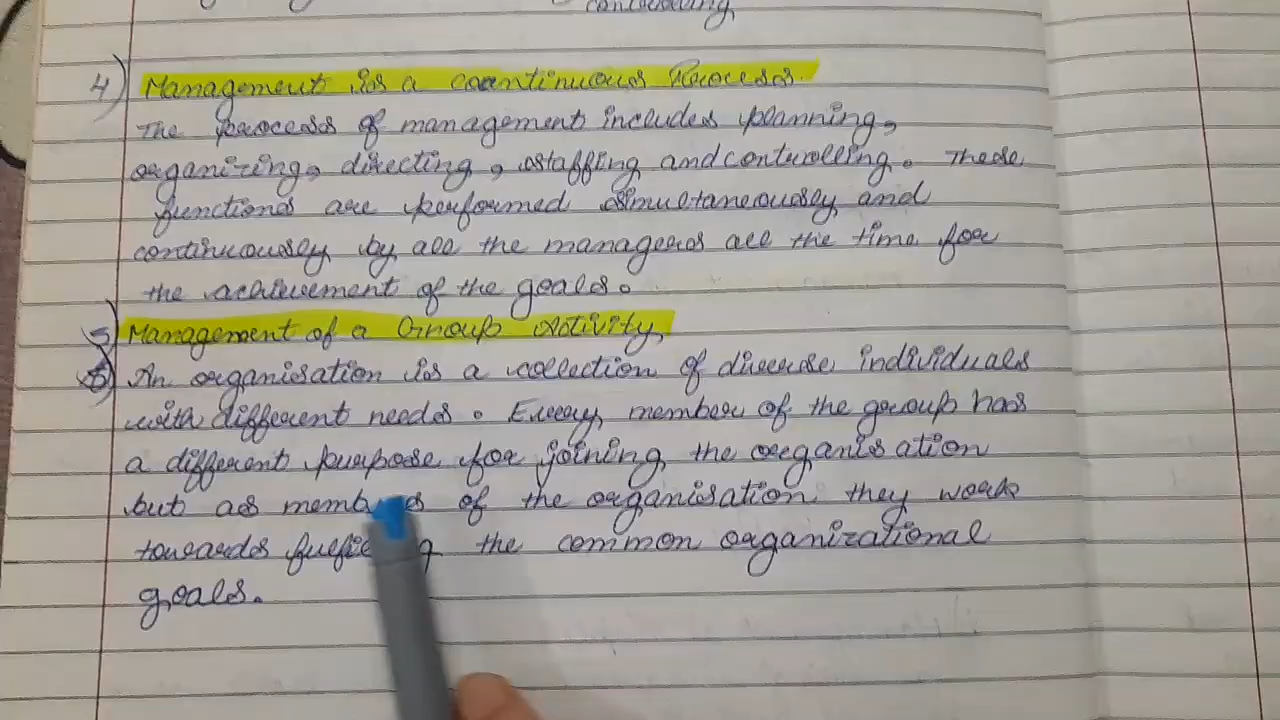 controlling
4) Management is a continuous Process.
The process of management includes planning,
organizing, directing, staffing and controlling. These
functions are performed simultaneously and
continuously by all the managers all the time for
the achievement of the goals.
5) Management of a Group Activity
An organisation is a collection of diverse individuals
with different needs. Every member of the group has
a different purpose for joining the organisation
but as of the organisation they work
towards the common organizational
goals.